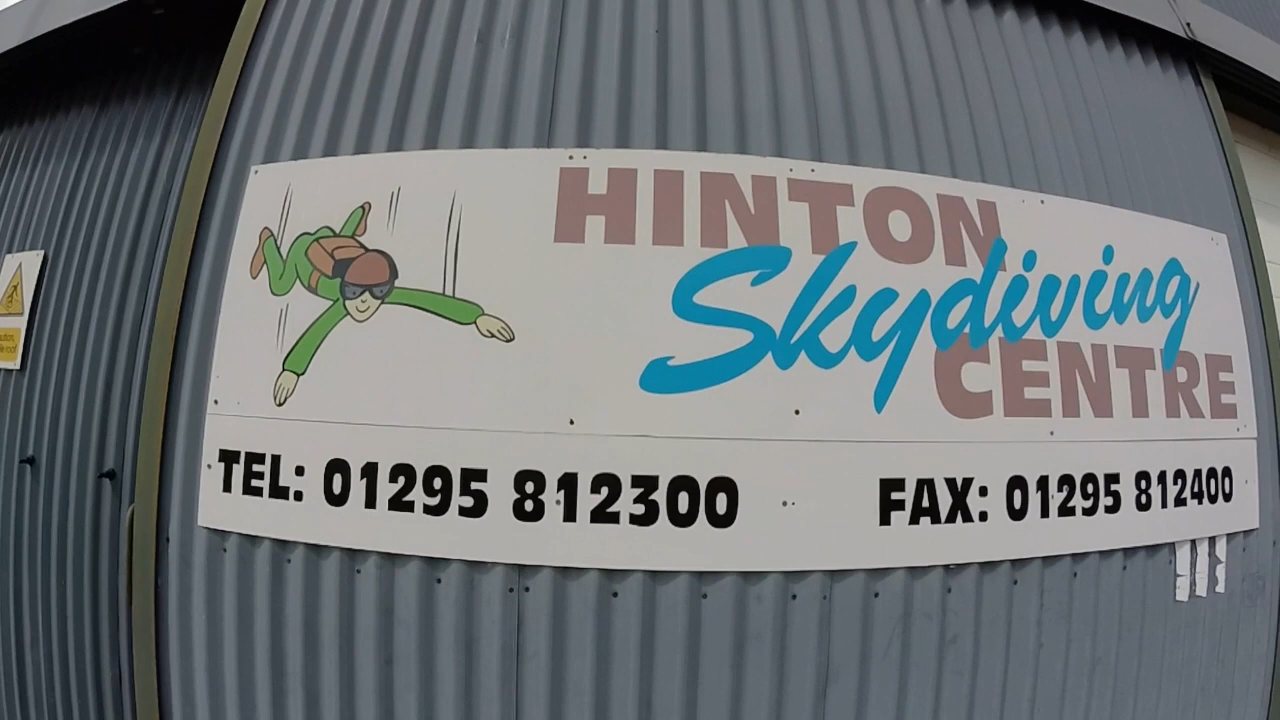 HINTON
Skydiving
CENTRE
TEL: 01295 812300
FAX: 01295 812400